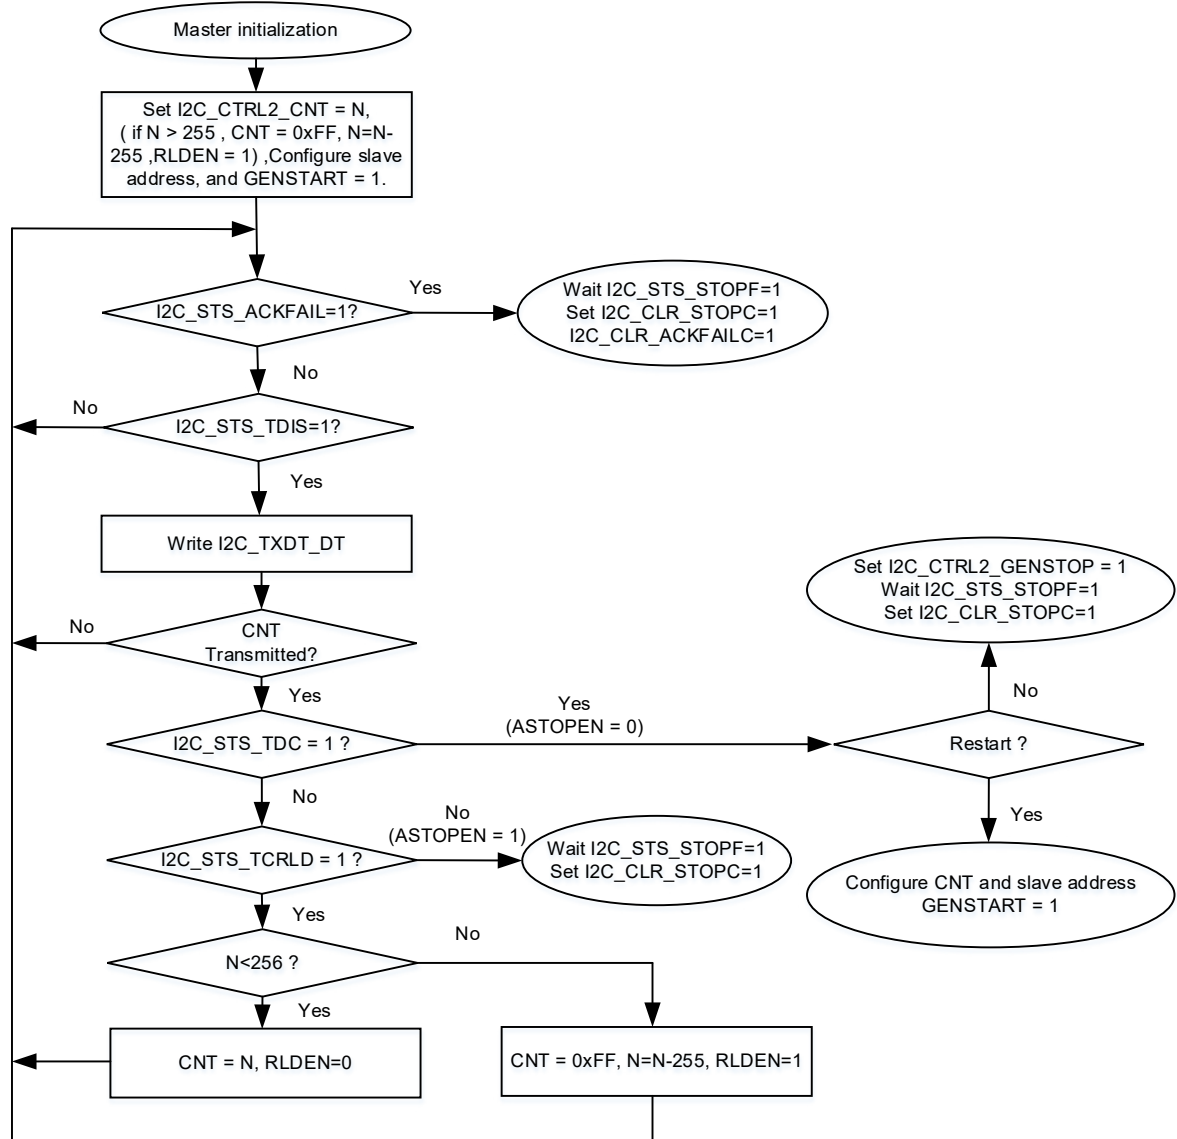 Master initialization
Set I2C_CTRL2_CNT = N,
( if N > 255 , CNT = 0xFF, N=N-
255 ,RLDEN = 1) ,Configure slave
address, and GENSTART = 1.
I2C_STS_ACKFAIL=1?
Yes
Wait I2C_STS_STOPF=1
Set I2C_CLR_STOPC=1
I2C_CLR_ACKFAILC=1
No
No
I2C_STS_TDIS=1?
Yes
Write I2C_TXDT_DT
No
CNT
Transmitted?
Yes
I2C_STS_TDC = 1 ?
Yes
(ASTOPEN = 0)
Set I2C_CTRL2_GENSTOP = 1
Wait I2C_STS_STOPF=1
Set I2C_CLR_STOPC=1
No
Restart ?
Yes
Configure CNT and slave address
GENSTART = 1
No
I2C_STS_TCRLD = 1 ?
No
(ASTOPEN = 1)
Wait I2C_STS_STOPF=1
Set I2C_CLR_STOPC=1
Yes
N<256 ?
No
Yes
CNT = N, RLDEN=0
CNT = 0xFF, N=N-255, RLDEN=1